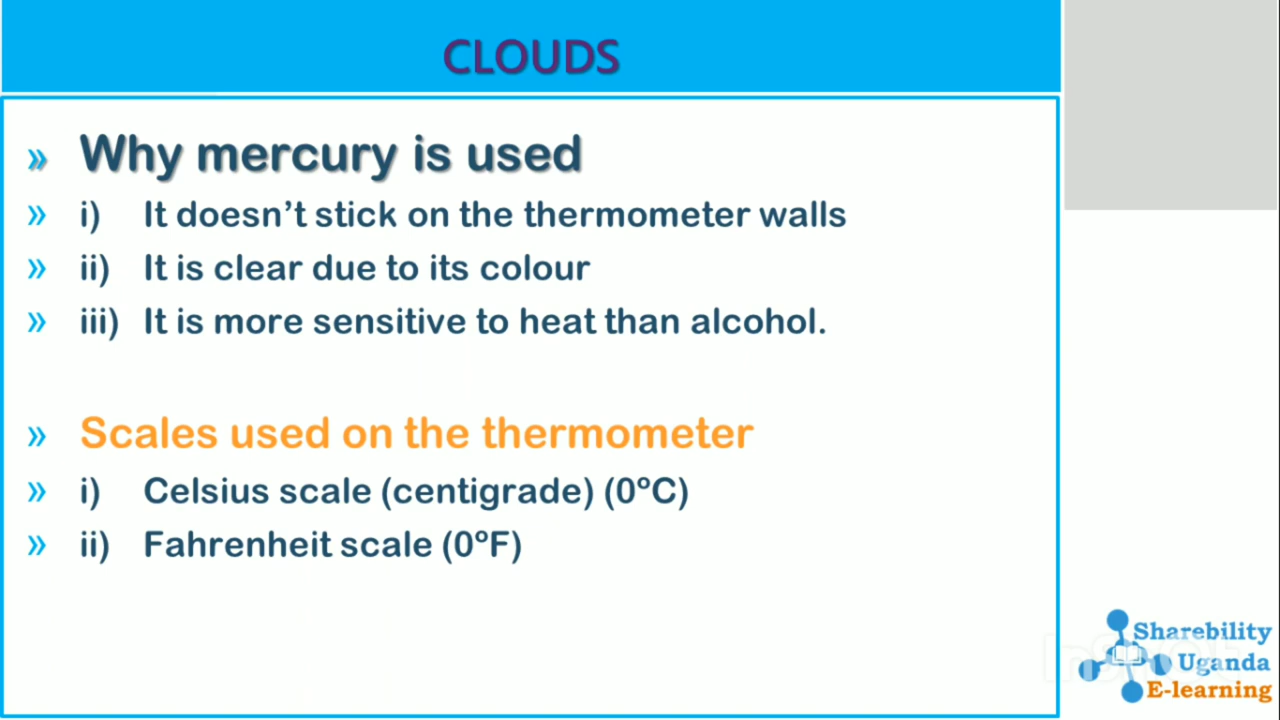 CLOUDS
» Why mercury is used
» i) It doesn’t stick on the thermometer walls
» ii) It is clear due to its colour
» iii) It is more sensitive to heat than alcohol.
» Scales used on the thermometer
» i) Celsius scale (centigrade) (0°C)
» ii) Fahrenheit scale (0°F)
Sharebility
Uganda
E-learning